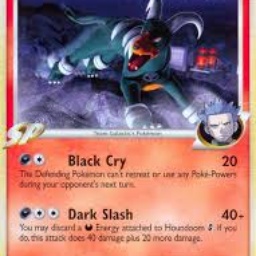 Team Galactic's Pokémon
SP
Black Cry 20
The Defending Pokémon can't retreat or use any Poké-Powers
during your opponent's next turn.
Dark Slash 40+
You may discard a Energy attached to Houndoom G. If you
do, this attack does 40 damage plus 20 more damage.